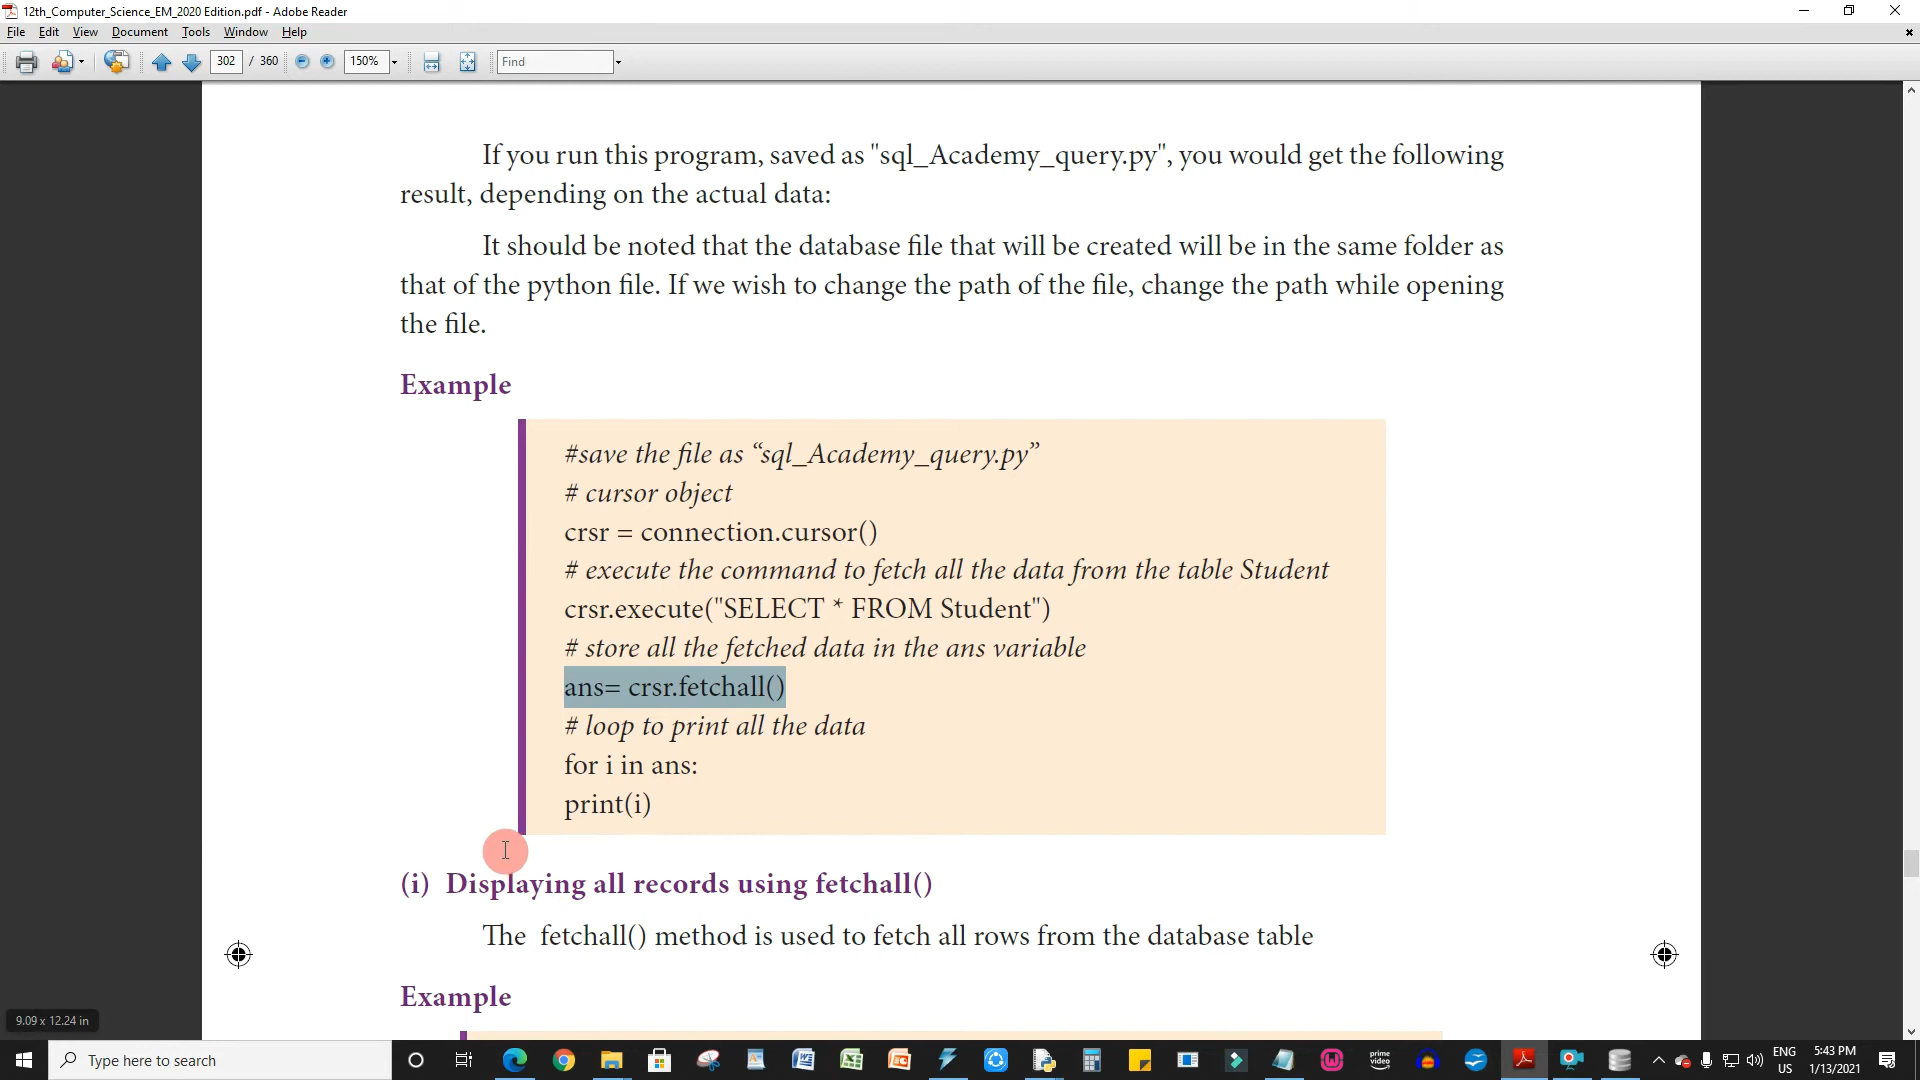 12th_Computer_Science_EM_2020 Edition.pdf - Adobe Reader
File Edit View Document Tools Window Help
302 / 360 150% Find
If you run this program, saved as "sql_Academy_query.py", you would get the following
result, depending on the actual data:
It should be noted that the database file that will be created will be in the same folder as
that of the python file. If we wish to change the path of the file, change the path while opening
the file.
Example
#save the file as “sql_Academy_query.py”
# cursor object
crsr = connection.cursor()
# execute the command to fetch all the data from the table Student
crsr.execute("SELECT * FROM Student")
# store all the fetched data in the ans variable
ans= crsr.fetchall()
# loop to print all the data
for i in ans:
print(i)
(i) Displaying all records using fetchall()
The fetchall() method is used to fetch all rows from the database table
Example
9.09 x 12.24 in
Type here to search
prime video
ENG US
5:43 PM
1/13/2021